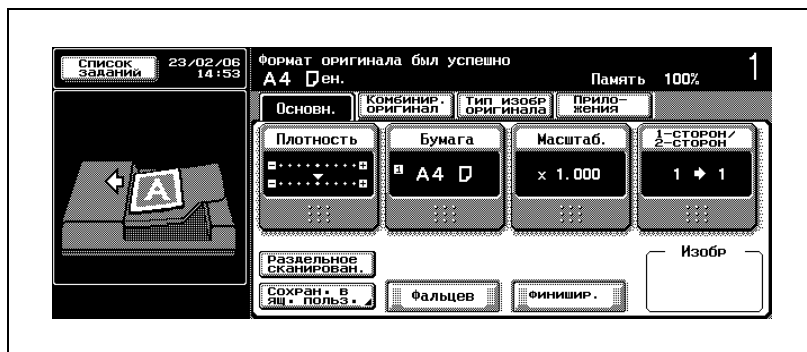 Список
заданий
23/02/06
14:53
Формат оригинала был успешно
A4 ен.
Память 100%
1
Основн.
Комбинир.
оригинал
Тип изобр
оригинала
Прило-
жения
Плотность
Бумага
Масштаб.
1-сторон/
2-сторон
1 A4
x 1.000
1 → 1
A
Раздельное
сканирован.
Изобр
Сохран. в
ящ. польз.
Фальцев
Финишир.